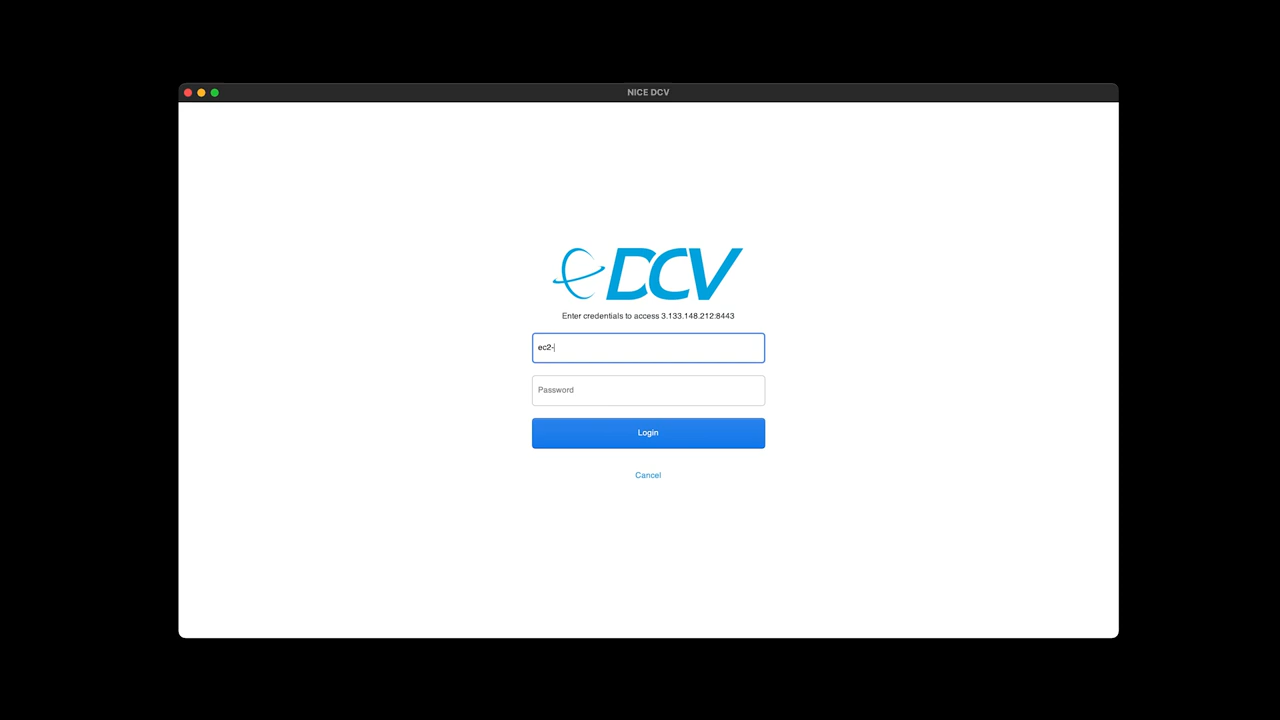 NICE DCV
DCV
Enter credentials to access 3.133.148.212:8443
ec2-
Password
Login
Cancel